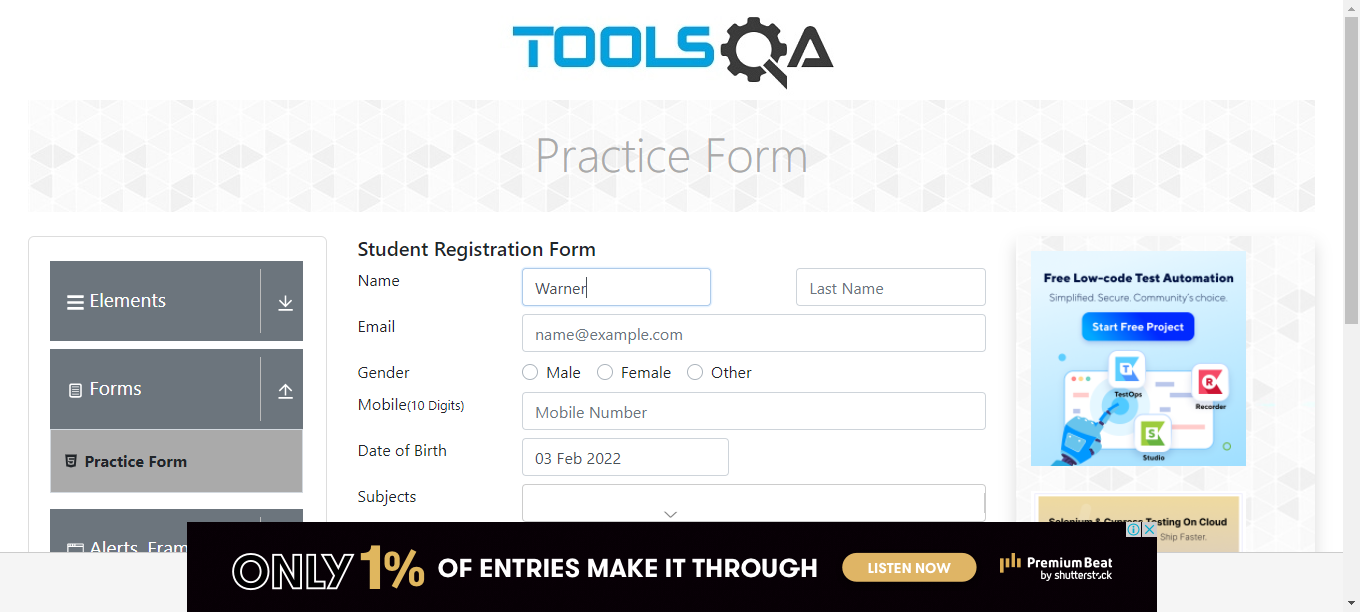 TOOLSQA
Practice Form
Elements
Forms
Practice Form
Alerts, Fram
Student Registration Form
Name
Warner
Last Name
Email
name@example.com
Gender
Male
Female
Other
Mobile(10 Digits)
Mobile Number
Date of Birth
03 Feb 2022
Subjects
Free Low-code Test Automation
Simplified. Secure. Community's choice.
Start Free Project
TestOps
Recorder
Studio
Selenium & Cypress Testing On Cloud
Ship Faster.
ONLY 1% OF ENTRIES MAKE IT THROUGH
LISTEN NOW
PremiumBeat
by shutterstock